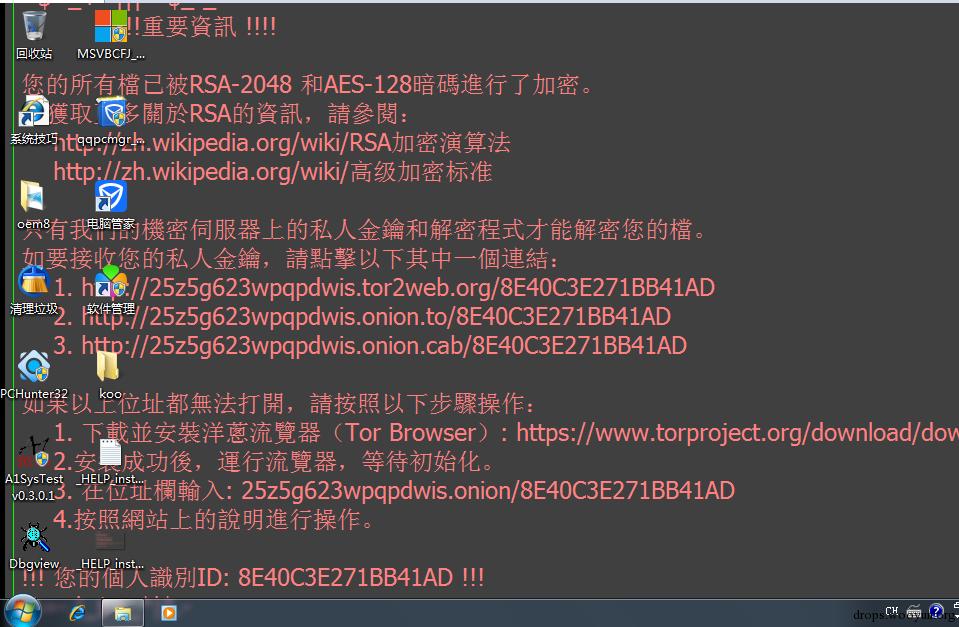 !!重要資訊 !!!!
您的所有檔已被RSA-2048 和AES-128暗碼進行了加密。
獲取 多關於RSA的資訊，請參閱：
http://zh.wikipedia.org/wiki/RSA加密演算法
http://zh.wikipedia.org/wiki/高级加密标准
只有我們的機密伺服器上的私人金鑰和解密程式才能解密您的檔。
如要接收您的私人金鑰，請點擊以下其中一個連結：
1. http://25z5g623wpqpdwis.tor2web.org/8E40C3E271BB41AD
2. http://25z5g623wpqpdwis.onion.to/8E40C3E271BB41AD
3. http://25z5g623wpqpdwis.onion.cab/8E40C3E271BB41AD
如果以上位址都無法打開，請按照以下步驟操作：
1. 下載並安裝洋蔥流覽器（Tor Browser）: https://www.torproject.org/download/dow
2.安裝成功後，運行流覽器，等待初始化。
3. 在位址欄輸入: 25z5g623wpqpdwis.onion/8E40C3E271BB41AD
4.按照網站上的說明進行操作。
!!! 您的個人識別ID: 8E40C3E271BB41AD !!!
回收站
MSVBCFJ_...
系统技巧
qqpcmgr_...
oem8
电脑管家
清理垃圾
软件管理
PCHunter32
koo
A1SysTest
v0.3.0.1
_HELP_inst...
Dbgview
_HELP_inst...
CH